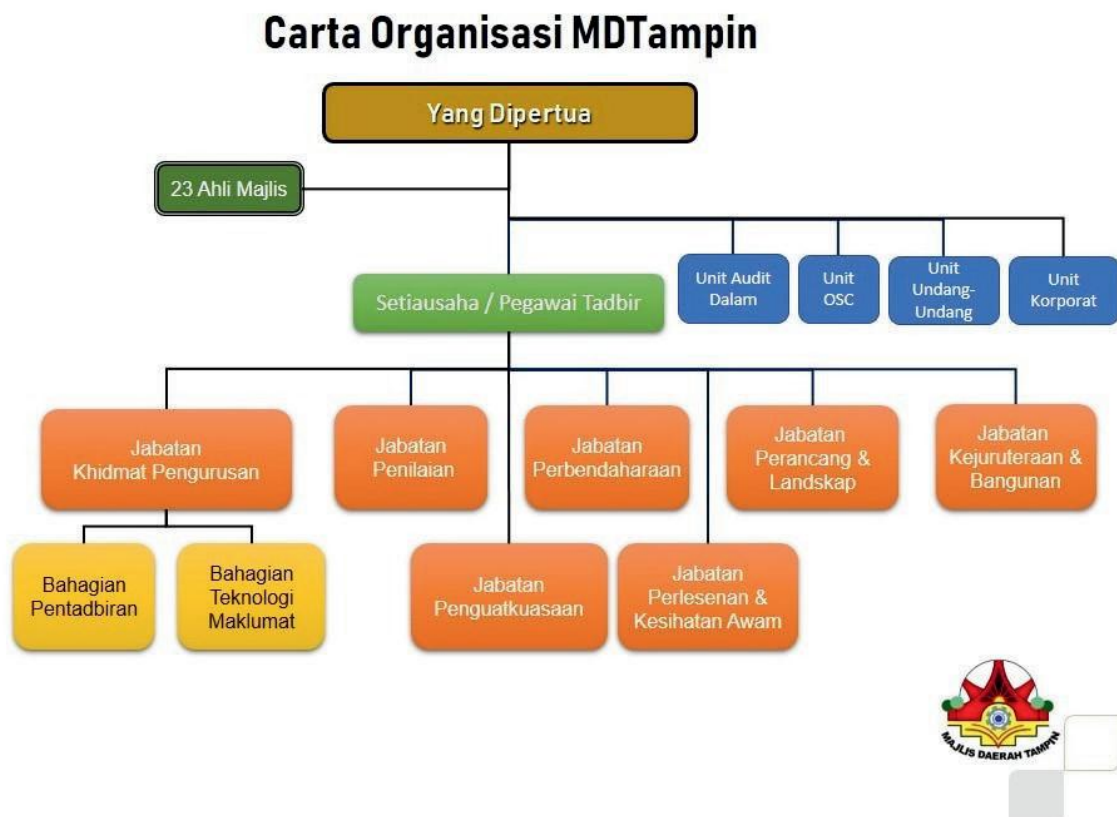 Carta Organisasi MDTampin
Yang Dipertua
23 Ahli Majlis
Unit Audit
Dalam
Unit
OSC
Unit
Undang-
Undang
Unit
Korporat
Setiausaha / Pegawai Tadbir
Jabatan
Khidmat Pengurusan
Jabatan
Penilaian
Jabatan
Perbendaharaan
Jabatan
Perancang &
Landskap
Jabatan
Kejuruteraan &
Bangunan
Bahagian
Pentadbiran
Bahagian
Teknologi
Maklumat
Jabatan
Penguatkuasaan
Jabatan
Perlesenan &
Kesihatan Awam
MAJLIS DAERAH TAMPIN